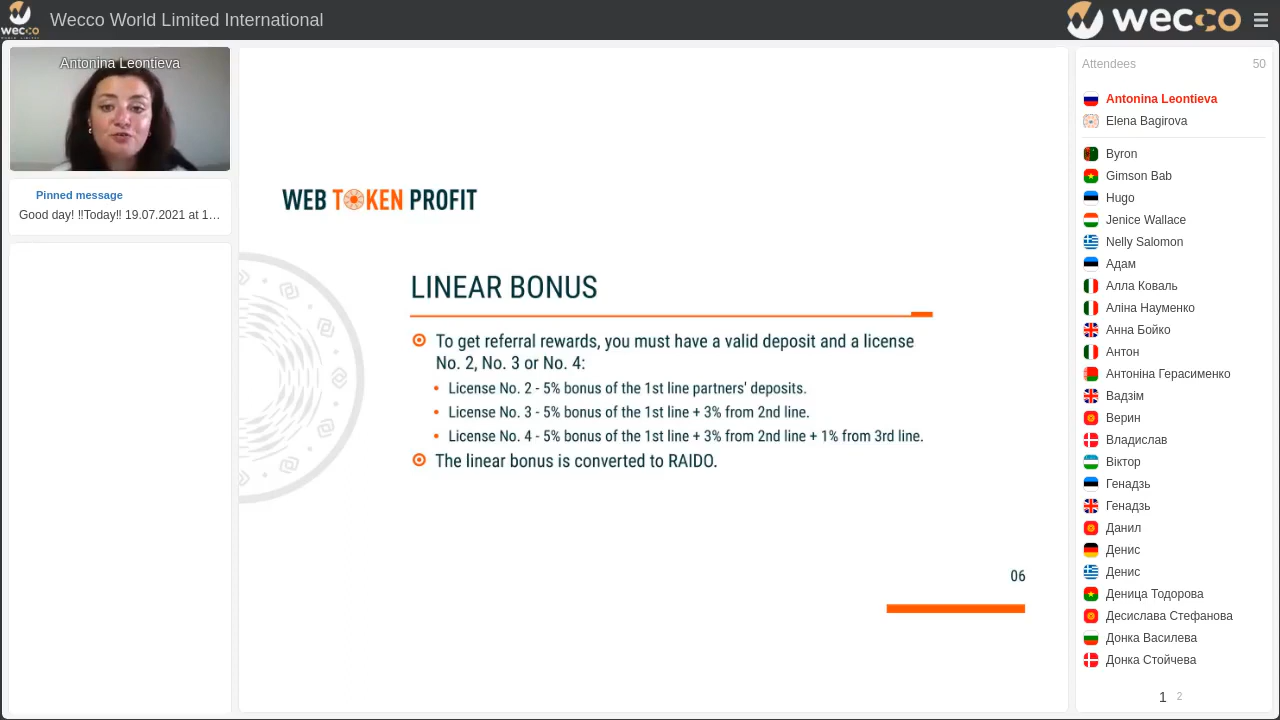 wecco
Wecco World Limited International
wecco
Antonina Leontieva
Pinned message
Good day! ‼Today‼ 19.07.2021 at 1…
WEB TOKEN PROFIT
LINEAR BONUS
To get referral rewards, you must have a valid deposit and a license
No. 2, No. 3 or No. 4:
License No. 2 - 5% bonus of the 1st line partners' deposits.
License No. 3 - 5% bonus of the 1st line + 3% from 2nd line.
License No. 4 - 5% bonus of the 1st line + 3% from 2nd line + 1% from 3rd line.
The linear bonus is converted to RAIDO.
06
Attendees 50
Antonina Leontieva
Elena Bagirova
Byron
Gimson Bab
Hugo
Jenice Wallace
Nelly Salomon
Адам
Алла Коваль
Аліна Науменко
Анна Бойко
Антон
Антоніна Герасименко
Вадзім
Верин
Владислав
Віктор
Генадзь
Генадзь
Данил
Денис
Денис
Деница Тодорова
Десислава Стефанова
Донка Василева
Донка Стойчева
1 2